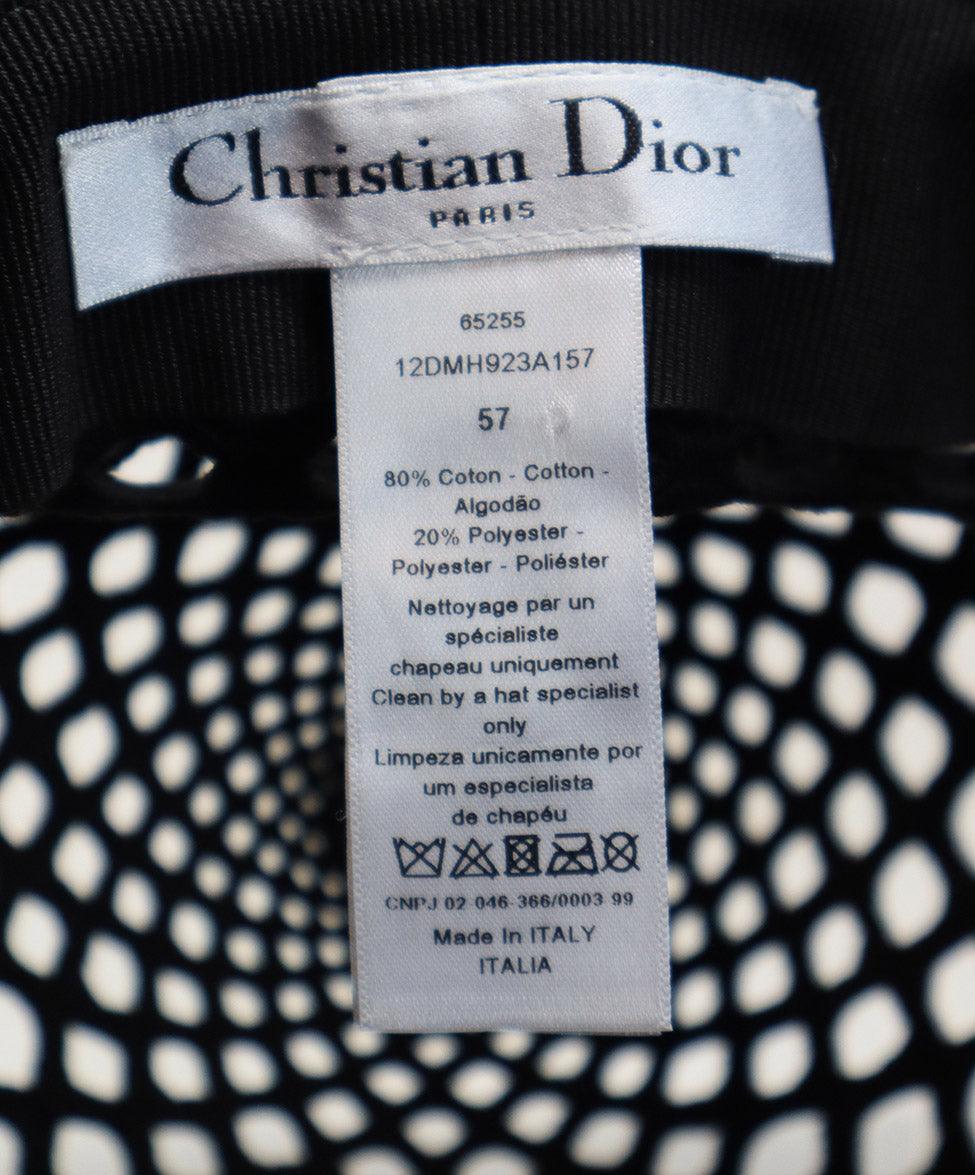 Christian Dior
PARIS
65255
12DMH923A157
57
80% Coton - Cotton -
Algodão
20% Polyester -
Polyester - Poliéster
Nettoyage par un
spécialiste
chapeau uniquement
Clean by a hat specialist
only
Limpeza unicamente por
um especialista
de chapéu
CNPJ 02-046-366/0003-99
Made In ITALY
ITALIA